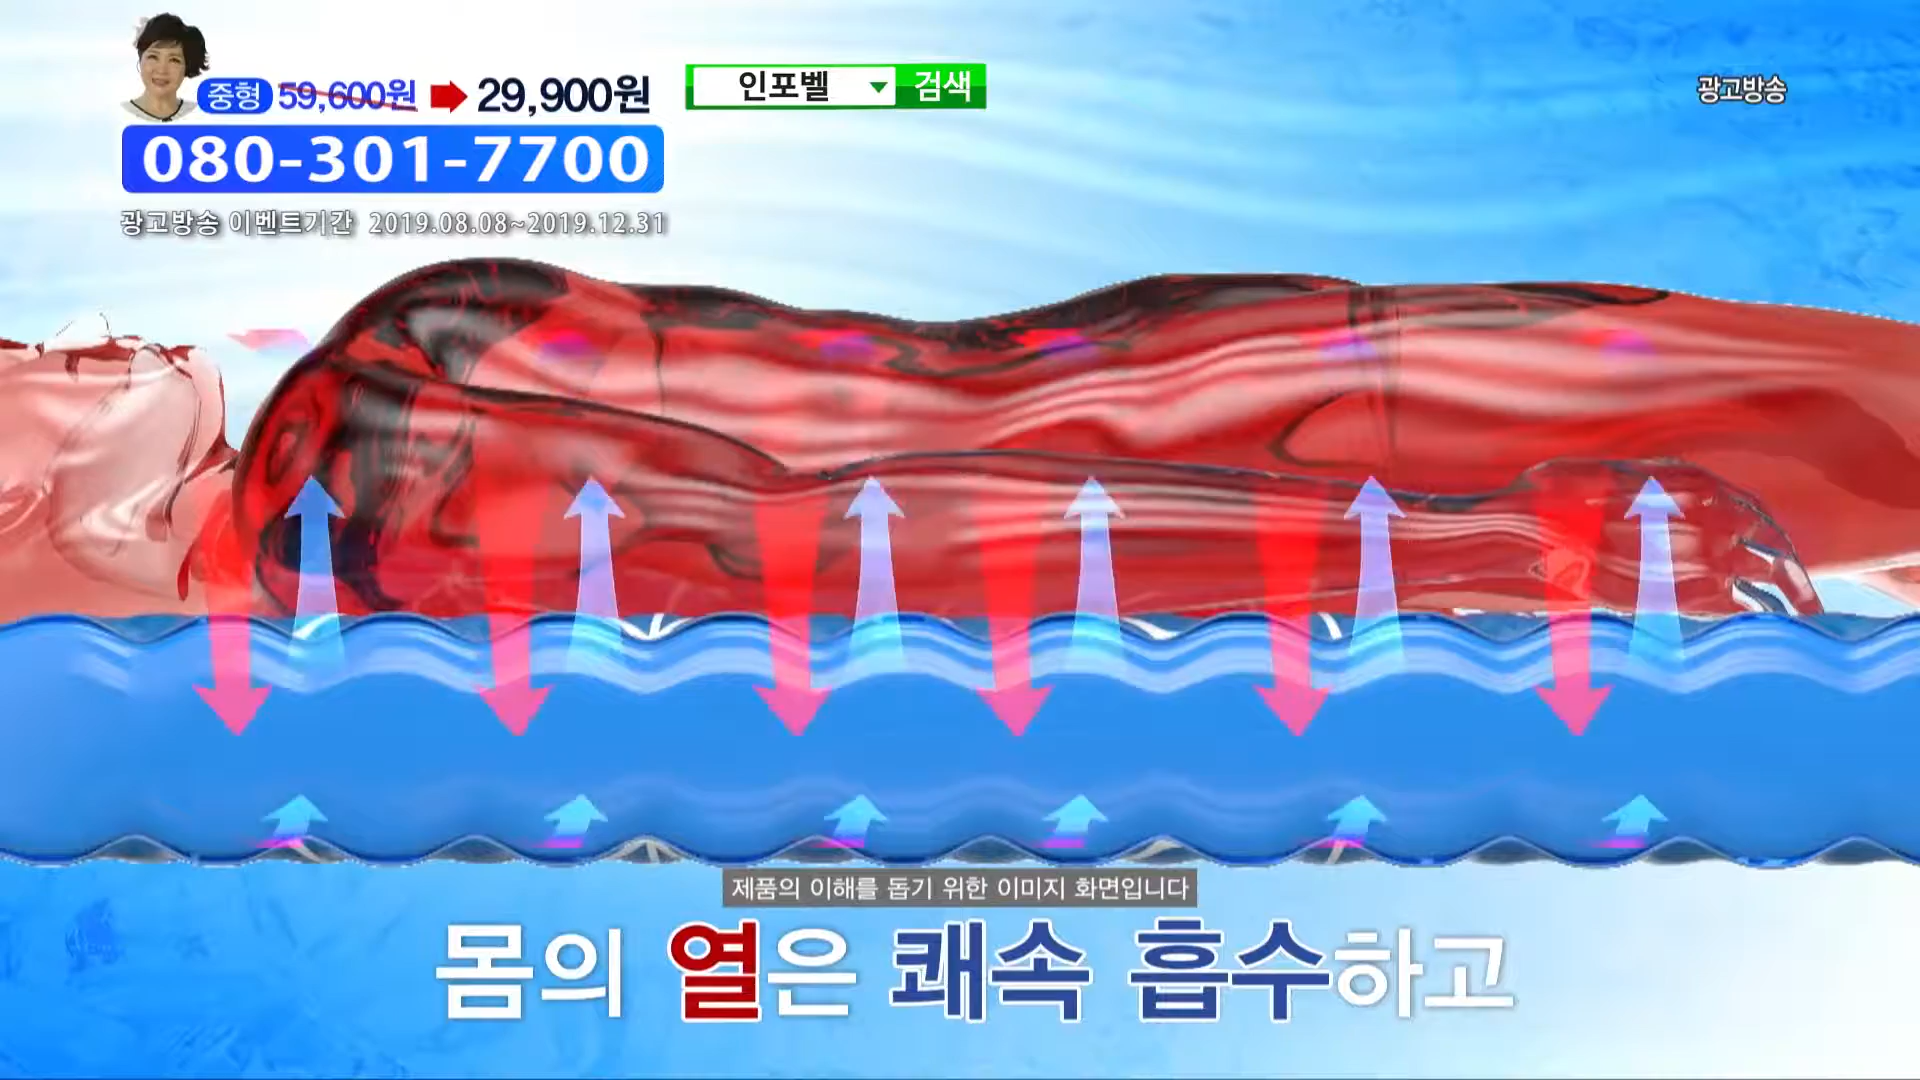 중형 59,600원 29,900원
인포벨 검색
광고방송
080-301-7700
광고방송 이벤트기간 2019.08.08~2019.12.31
제품의 이해를 돕기 위한 이미지 화면입니다
몸의 열은 쾌속 흡수하고